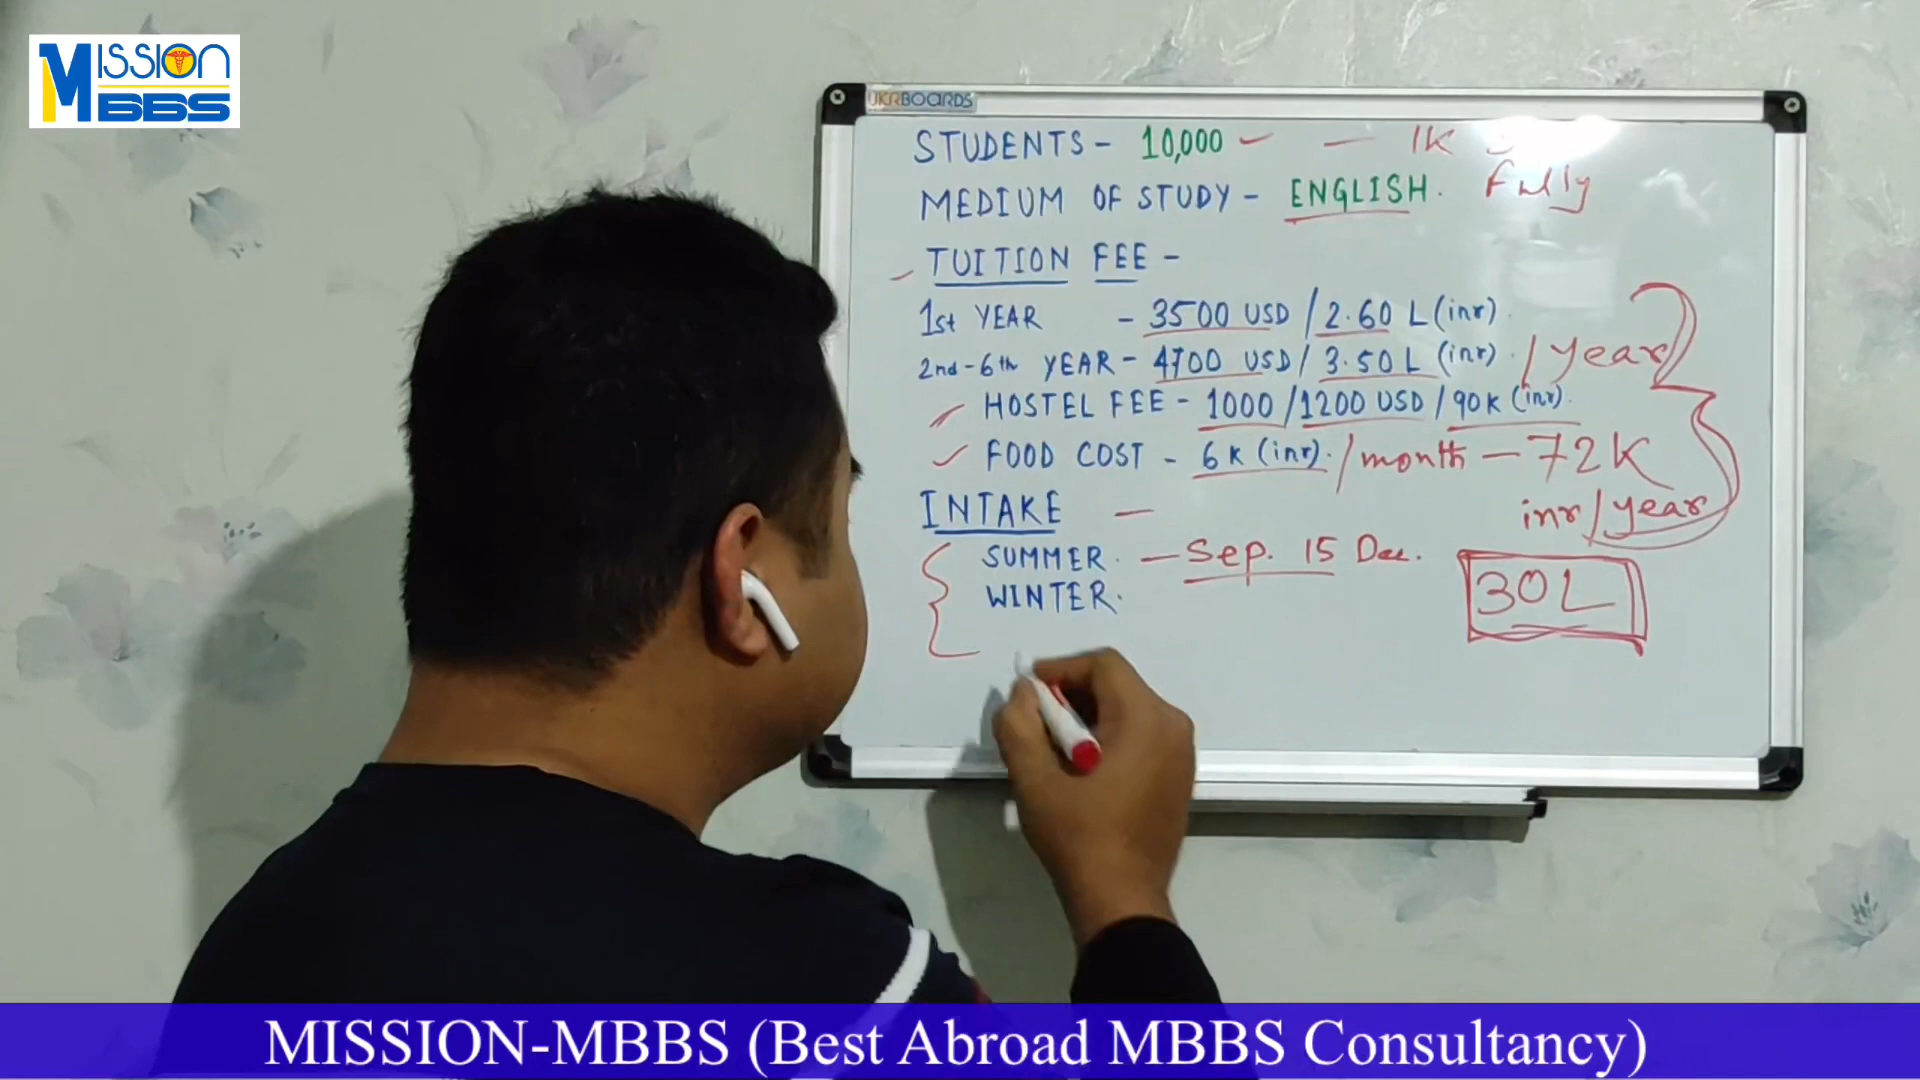 MISSION
MBBS
UKRBOARDS
STUDENTS - 10,000 - 1K
MEDIUM OF STUDY - ENGLISH. Fully
TUITION FEE -
1st YEAR - 3500 USD / 2.60 L (inr).
2nd-6th YEAR - 4700 USD / 3.50 L (inr). / Year
HOSTEL FEE - 1000 / 1200 USD / 90K (inr).
FOOD COST - 6K (inr). / month - 72K
inr / year
INTAKE -
SUMMER. - Sep. 15 Dec.
WINTER.
30 L
MISSION-MBBS (Best Abroad MBBS Consultancy)